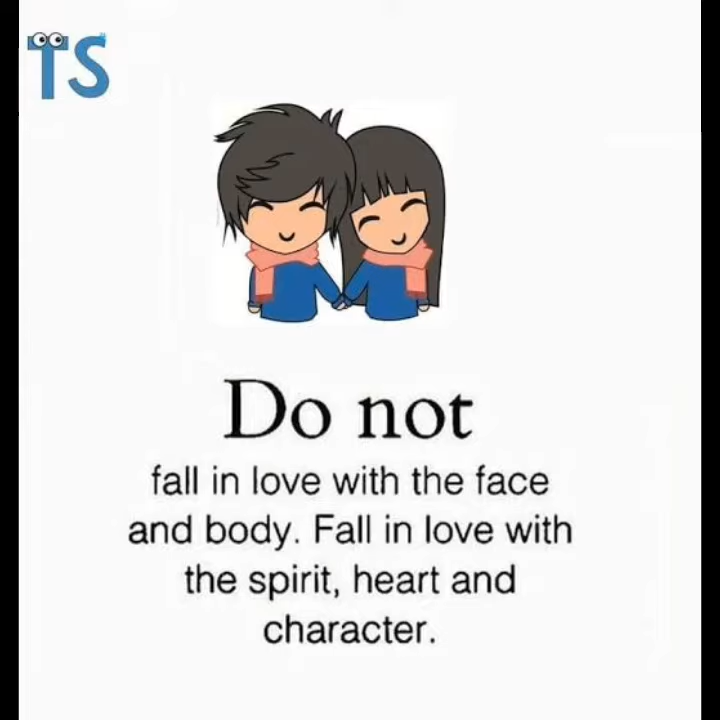 TS
Do not
fall in love with the face
and body. Fall in love with
the spirit, heart and
character.